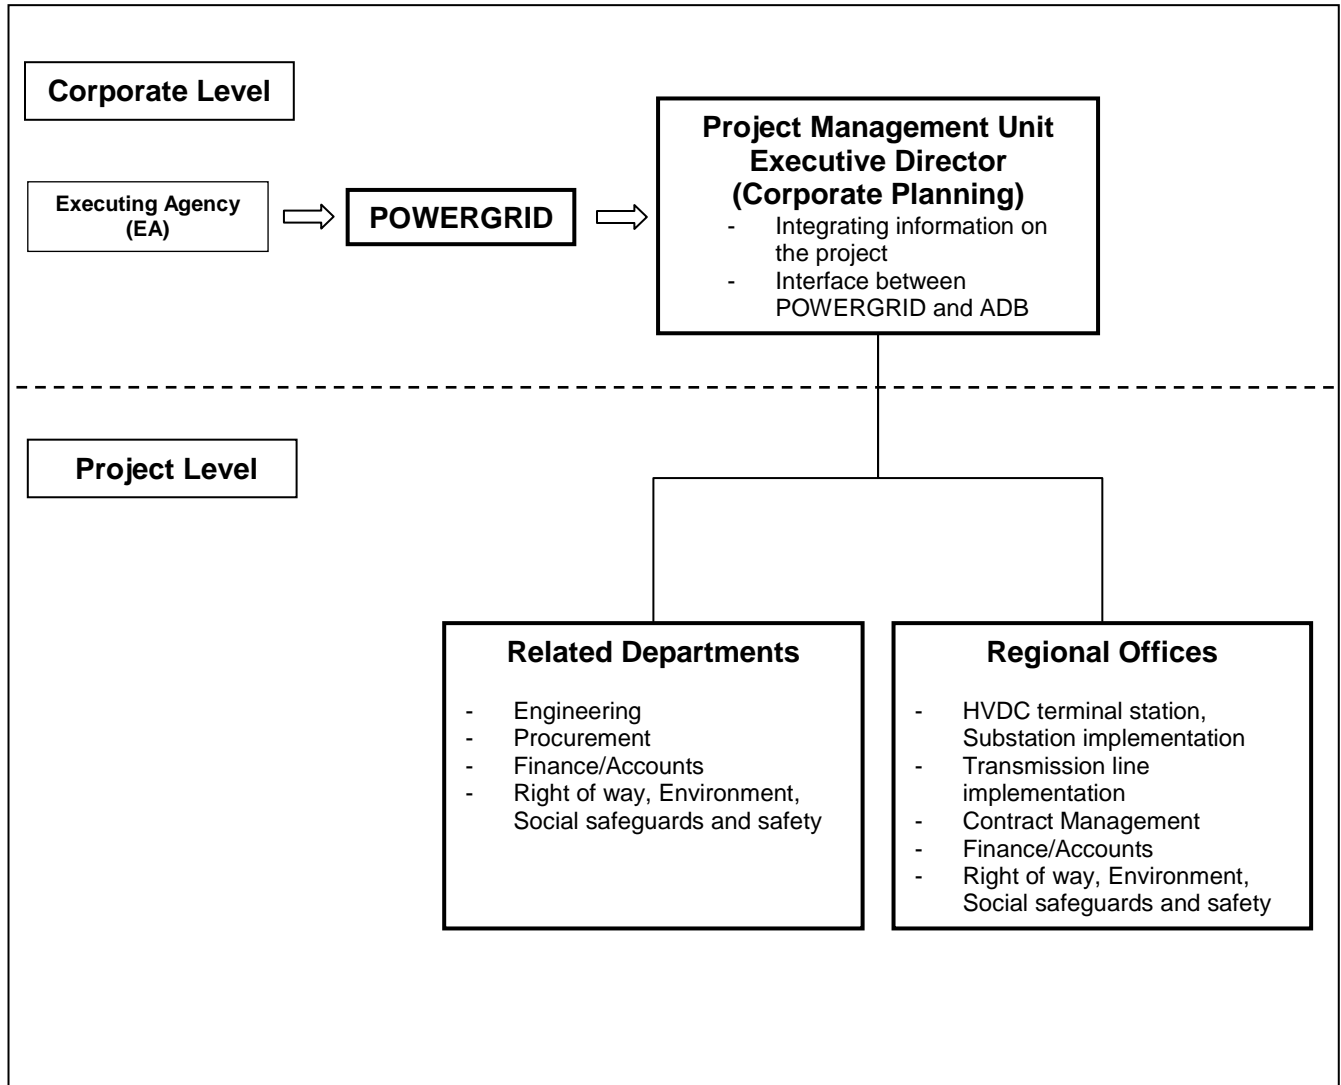 Corporate Level
Executing Agency
(EA)
POWERGRID
Project Management Unit
Executive Director
(Corporate Planning)
- Integrating information on
the project
- Interface between
POWERGRID and ADB
Project Level
Related Departments
- Engineering
- Procurement
- Finance/Accounts
- Right of way, Environment,
Social safeguards and safety
Regional Offices
- HVDC terminal station,
Substation implementation
- Transmission line
implementation
- Contract Management
- Finance/Accounts
- Right of way, Environment,
Social safeguards and safety